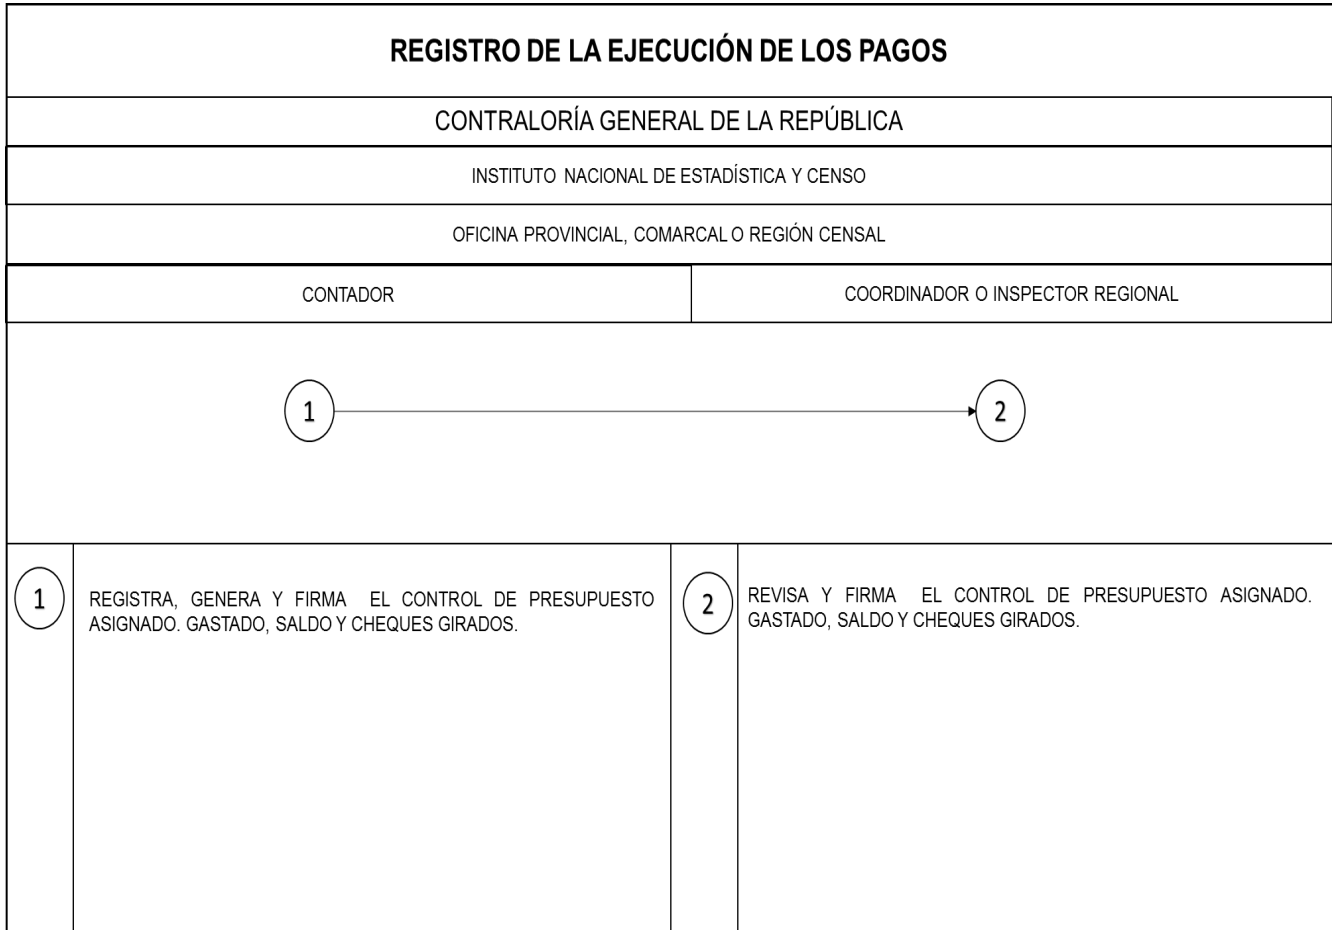 REGISTRO DE LA EJECUCIÓN DE LOS PAGOS
CONTRALORÍA GENERAL DE LA REPÚBLICA
INSTITUTO NACIONAL DE ESTADÍSTICA Y CENSO
OFICINA PROVINCIAL, COMARCAL O REGIÓN CENSAL
CONTADOR
COORDINADOR O INSPECTOR REGIONAL
1
2
1
REGISTRA, GENERA Y FIRMA EL CONTROL DE PRESUPUESTO
ASIGNADO. GASTADO, SALDO Y CHEQUES GIRADOS.
2
REVISA Y FIRMA EL CONTROL DE PRESUPUESTO ASIGNADO.
GASTADO, SALDO Y CHEQUES GIRADOS.